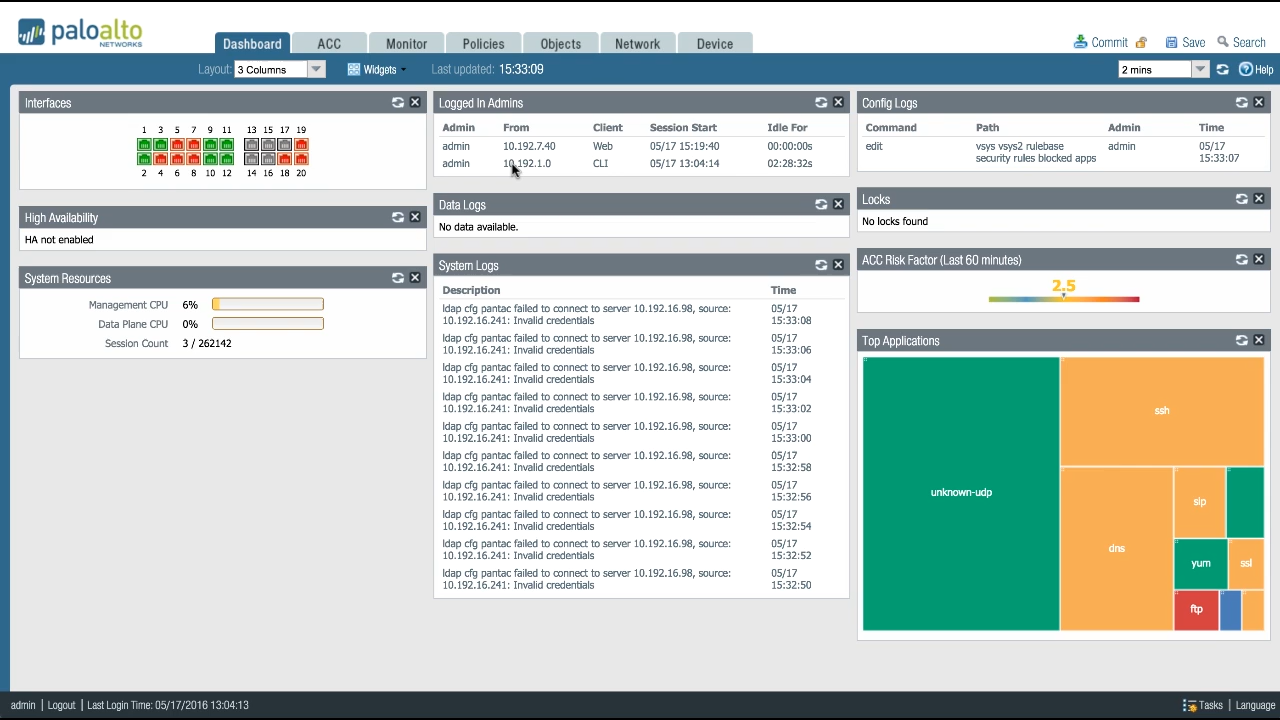 paloalto
NETWORKS
Dashboard ACC Monitor Policies Objects Network Device
Commit Save Search
Layout: 3 Columns Widgets Last updated: 15:33:09 2 mins Help
Interfaces
1 3 5 7 9 11 13 15 17 19
2 4 6 8 10 12 14 16 18 20
High Availability
HA not enabled
System Resources
Management CPU 6%
Data Plane CPU 0%
Session Count 3 / 262142
Logged In Admins
Admin From Client Session Start Idle For
admin 10.192.7.40 Web 05/17 15:19:40 00:00:00s
admin 10.192.1.0 CLI 05/17 13:04:14 02:28:32s
Data Logs
No data available.
System Logs
Description Time
ldap cfg pantac failed to connect to server 10.192.16.98, source: 05/17
10.192.16.241: Invalid credentials 15:33:08
ldap cfg pantac failed to connect to server 10.192.16.98, source: 05/17
10.192.16.241: Invalid credentials 15:33:06
ldap cfg pantac failed to connect to server 10.192.16.98, source: 05/17
10.192.16.241: Invalid credentials 15:33:04
ldap cfg pantac failed to connect to server 10.192.16.98, source: 05/17
10.192.16.241: Invalid credentials 15:33:02
ldap cfg pantac failed to connect to server 10.192.16.98, source: 05/17
10.192.16.241: Invalid credentials 15:33:00
ldap cfg pantac failed to connect to server 10.192.16.98, source: 05/17
10.192.16.241: Invalid credentials 15:32:58
ldap cfg pantac failed to connect to server 10.192.16.98, source: 05/17
10.192.16.241: Invalid credentials 15:32:56
ldap cfg pantac failed to connect to server 10.192.16.98, source: 05/17
10.192.16.241: Invalid credentials 15:32:54
ldap cfg pantac failed to connect to server 10.192.16.98, source: 05/17
10.192.16.241: Invalid credentials 15:32:52
ldap cfg pantac failed to connect to server 10.192.16.98, source: 05/17
10.192.16.241: Invalid credentials 15:32:50
Config Logs
Command Path Admin Time
edit vsys vsys2 rulebase admin 05/17
security rules blocked apps 15:33:07
Locks
No locks found
ACC Risk Factor (Last 60 minutes)
2.5
Top Applications
ssh
unknown-udp
sip
dns
yum ssl
ftp
admin | Logout | Last Login Time: 05/17/2016 13:04:13 Tasks | Language